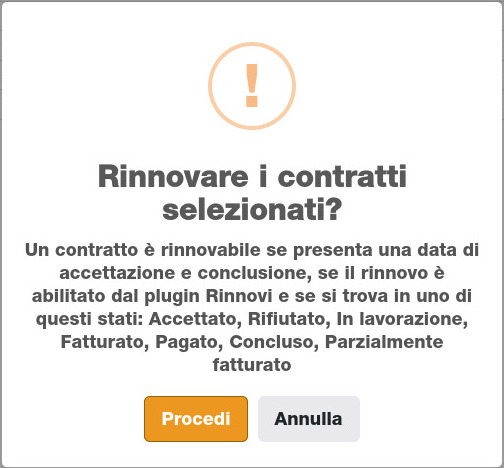 !
Rinnovare i contratti
selezionati?
Un contratto è rinnovabile se presenta una data di
accettazione e conclusione, se il rinnovo è
abilitato dal plugin Rinnovi e se si trova in uno di
questi stati: Accettato, Rifiutato, In lavorazione,
Fatturato, Pagato, Concluso, Parzialmente
fatturato
Procedi
Annulla